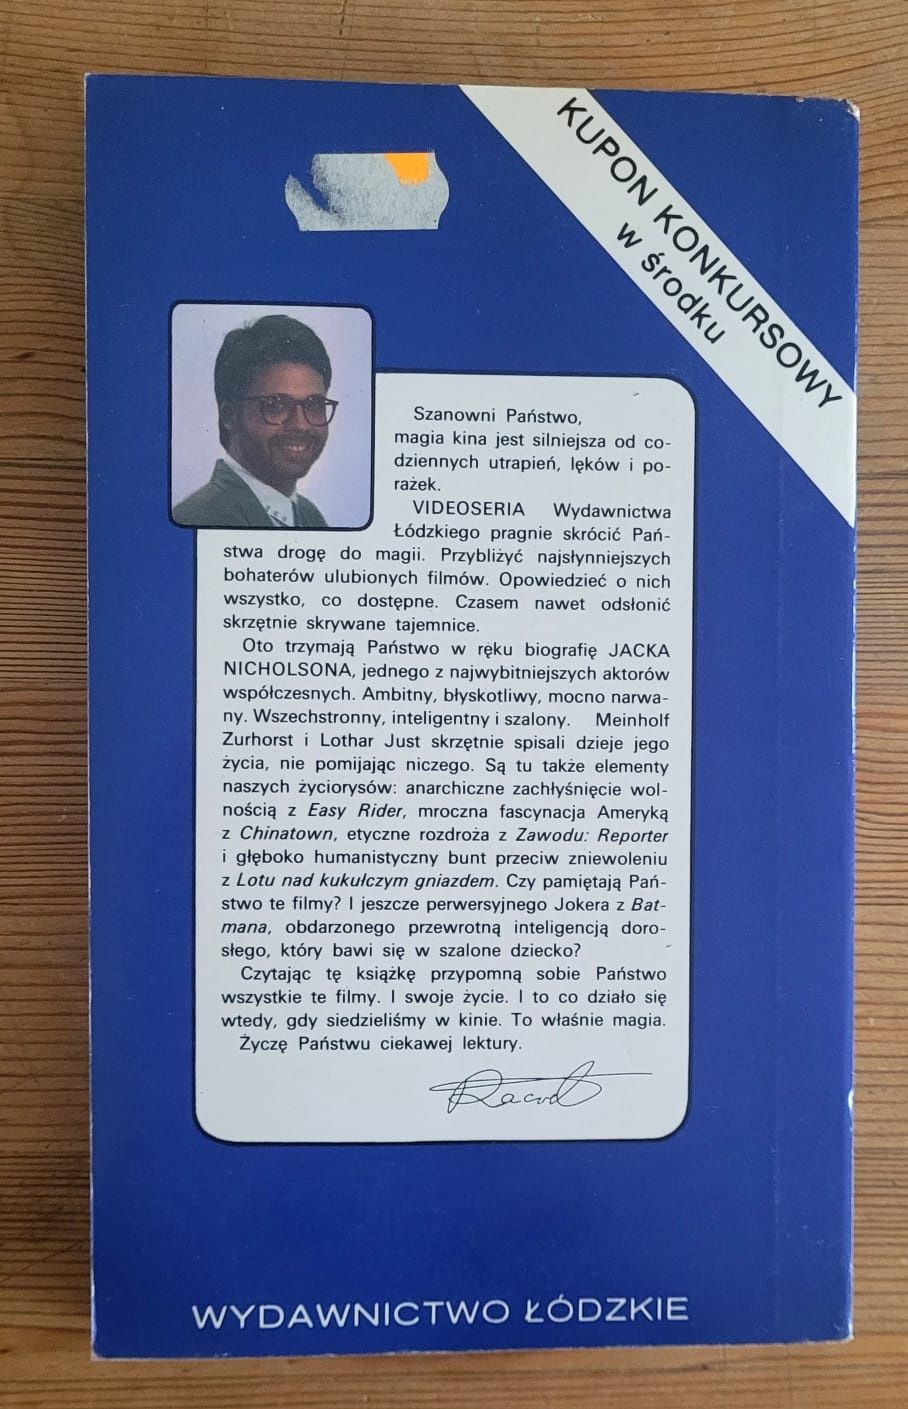 KUPON KONKURSOWY
w środku
Szanowni Państwo,
magia kina jest silniejsza od co-
dziennych utrapień, lęków i po-
rażek.
VIDEOSERIA Wydawnictwa
Łódzkiego pragnie skrócić Pań-
stwa drogę do magii. Przybliżyć najsłynniejszych
bohaterów ulubionych filmów. Opowiedzieć o nich
wszystko, co dostępne. Czasem nawet odsłonić
skrzętnie skrywane tajemnice.
Oto trzymają Państwo w ręku biografię JACKA
NICHOLSONA, jednego z najwybitniejszych aktorów
współczesnych. Ambitny, błyskotliwy, mocno narwa-
ny. Wszechstronny, inteligentny i szalony. Meinholf
Zurhorst i Lothar Just skrzętnie spisali dzieje jego
życia, nie pomijając niczego. Są tu także elementy
naszych życiorysów: anarchiczne zachłyśnięcie wol-
nością z Easy Rider, mroczna fascynacja Ameryką
z Chinatown, etyczne rozdroża z Zawodu: Reporter
i głęboko humanistyczny bunt przeciw zniewoleniu
z Lotu nad kukułczym gniazdem. Czy pamiętają Pań-
stwo te filmy? I jeszcze perwersyjnego Jokera z Bat-
mana, obdarzonego przewrotną inteligencją doro-
słego, który bawi się w szalone dziecko?
Czytając tę książkę przypomną sobie Państwo
wszystkie te filmy. I swoje życie. I to co działo się
wtedy, gdy siedzieliśmy w kinie. To właśnie magia.
Życzę Państwu ciekawej lektury.
WYDAWNICTWO ŁÓDZKIE